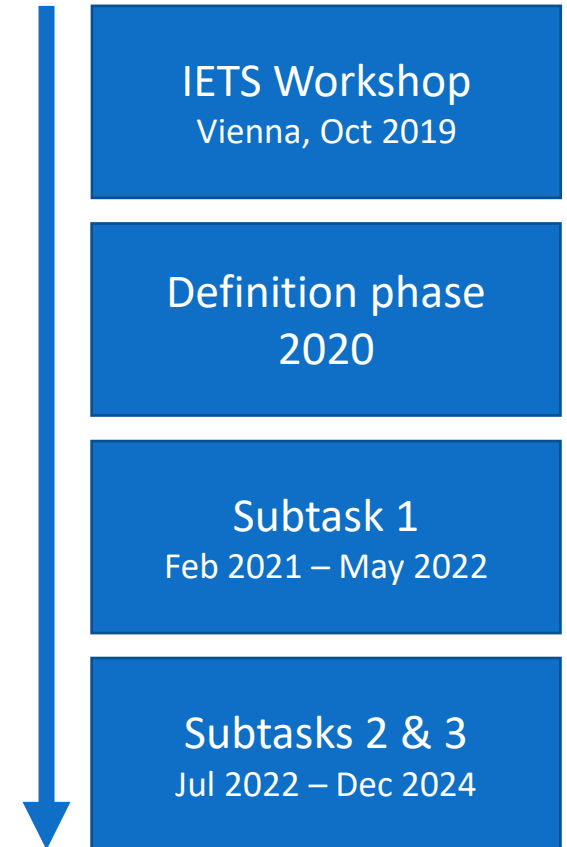 IETS Workshop
Vienna, Oct 2019
Definition phase
2020
Subtask 1
Feb 2021 – May 2022
Subtasks 2 & 3
Jul 2022 – Dec 2024